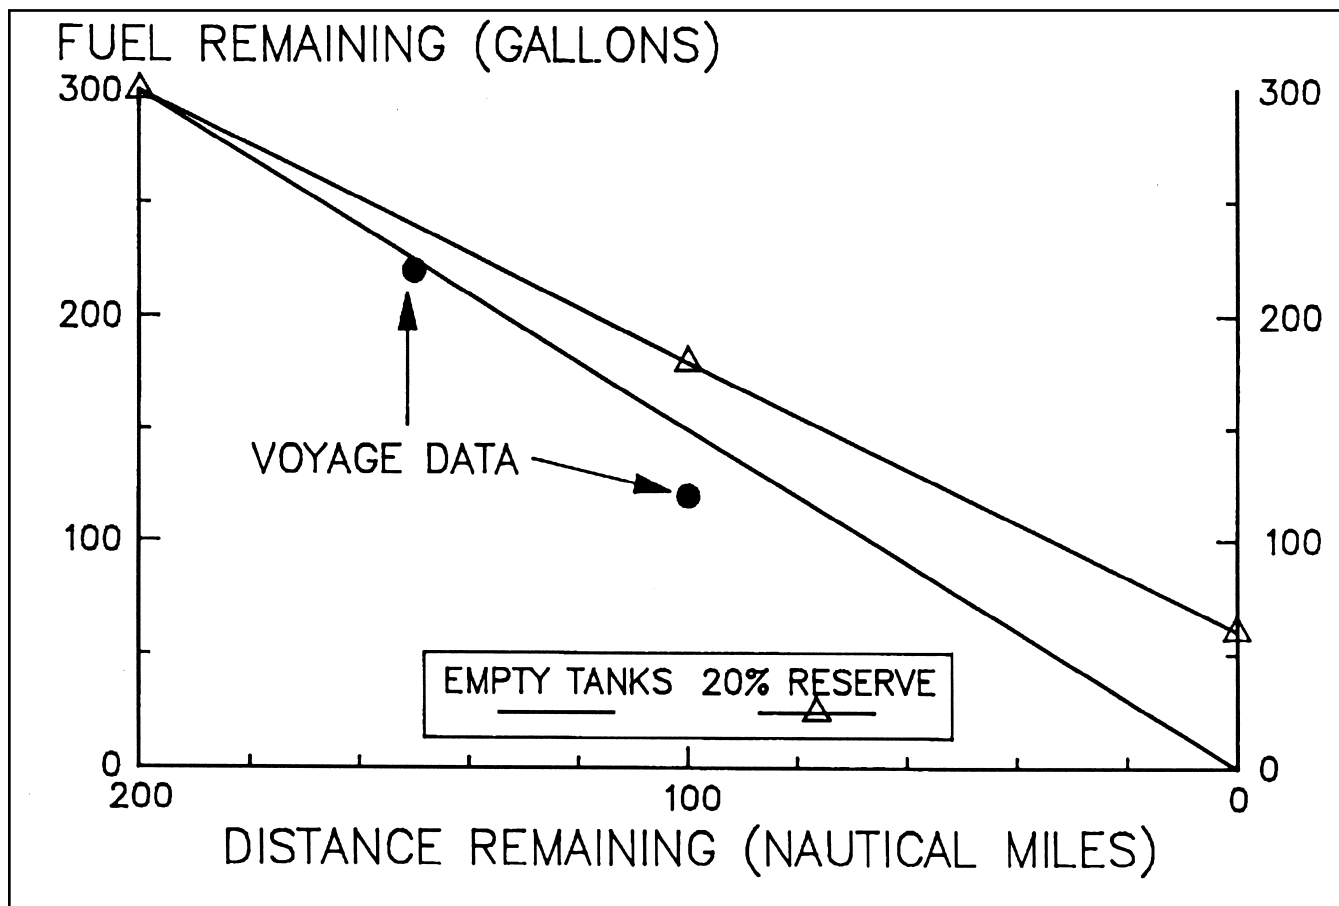 FUEL REMAINING (GALLONS)
300
300
200
200
VOYAGE DATA
100
100
EMPTY TANKS 20% RESERVE
0
0
200
100
0
DISTANCE REMAINING (NAUTICAL MILES)